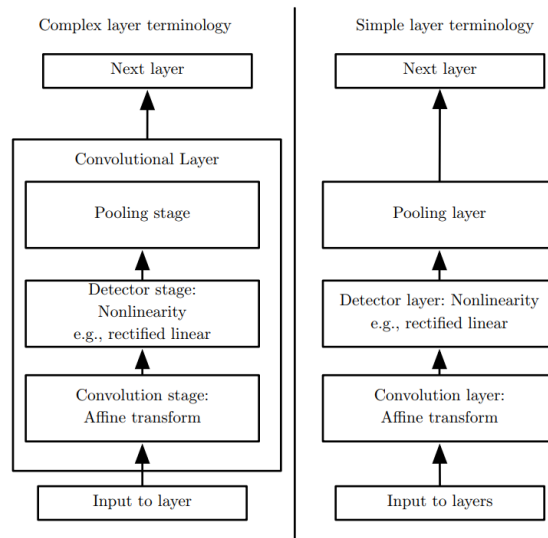 Complex layer terminology
Next layer
Convolutional Layer
Pooling stage
Detector stage:
Nonlinearity
e.g., rectified linear
Convolution stage:
Affine transform
Input to layer
Simple layer terminology
Next layer
Pooling layer
Detector layer: Nonlinearity
e.g., rectified linear
Convolution layer:
Affine transform
Input to layers